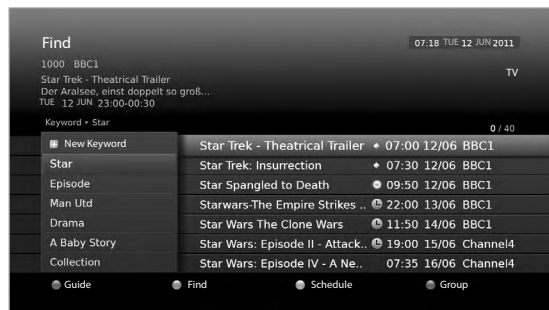 Find
07:18 TUE 12 JUN 2011
1000 BBC1
TV
Star Trek - Theatrical Trailer
Der Aralsee, einst doppelt so groß...
TUE 12 JUN 23:00-00:30
Keyword ‣ Star
0 / 40
New Keyword
Star
Episode
Man Utd
Drama
A Baby Story
Collection
Star Trek - Theatrical Trailer 07:00 12/06 BBC1
Star Trek: Insurrection 07:30 12/06 BBC1
Star Spangled to Death 09:50 12/06 BBC1
Starwars-The Empire Strikes .. 22:00 13/06 BBC1
Star Wars The Clone Wars 11:50 14/06 BBC1
Star Wars: Episode II - Attack.. 19:00 15/06 Channel4
Star Wars: Episode IV - A Ne.. 07:35 16/06 Channel4
Guide Find Schedule Group